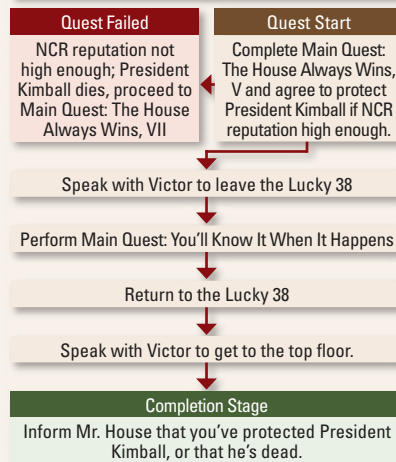 Quest Failed
NCR reputation not
high enough; President
Kimball dies, proceed to
Main Quest: The House
Always Wins, VII
Quest Start
Complete Main Quest:
The House Always Wins,
V and agree to protect
President Kimball if NCR
reputation high enough.
Speak with Victor to leave the Lucky 38
Perform Main Quest: You'll Know It When It Happens
Return to the Lucky 38
Speak with Victor to get to the top floor.
Completion Stage
Inform Mr. House that you've protected President
Kimball, or that he's dead.